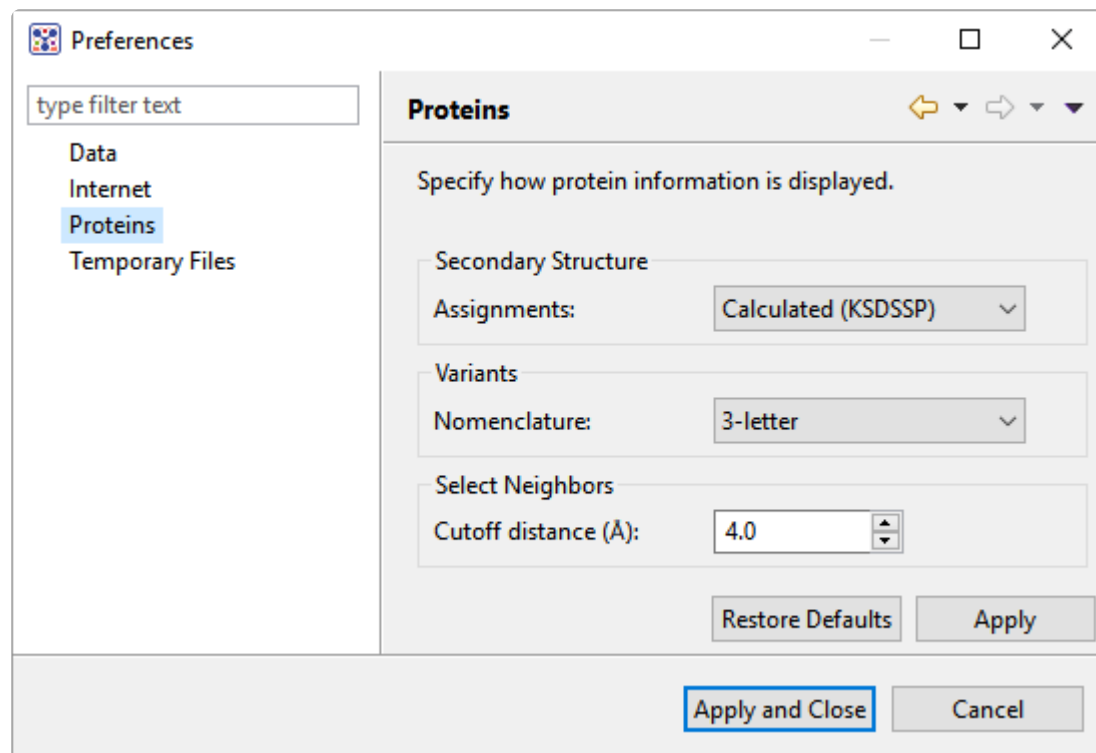 Preferences
type filter text
Data
Internet
Proteins
Temporary Files
Proteins
Specify how protein information is displayed.
Secondary Structure
Assignments: Calculated (KSDSSP)
Variants
Nomenclature: 3-letter
Select Neighbors
Cutoff distance (Å): 4.0
Restore Defaults Apply
Apply and Close Cancel